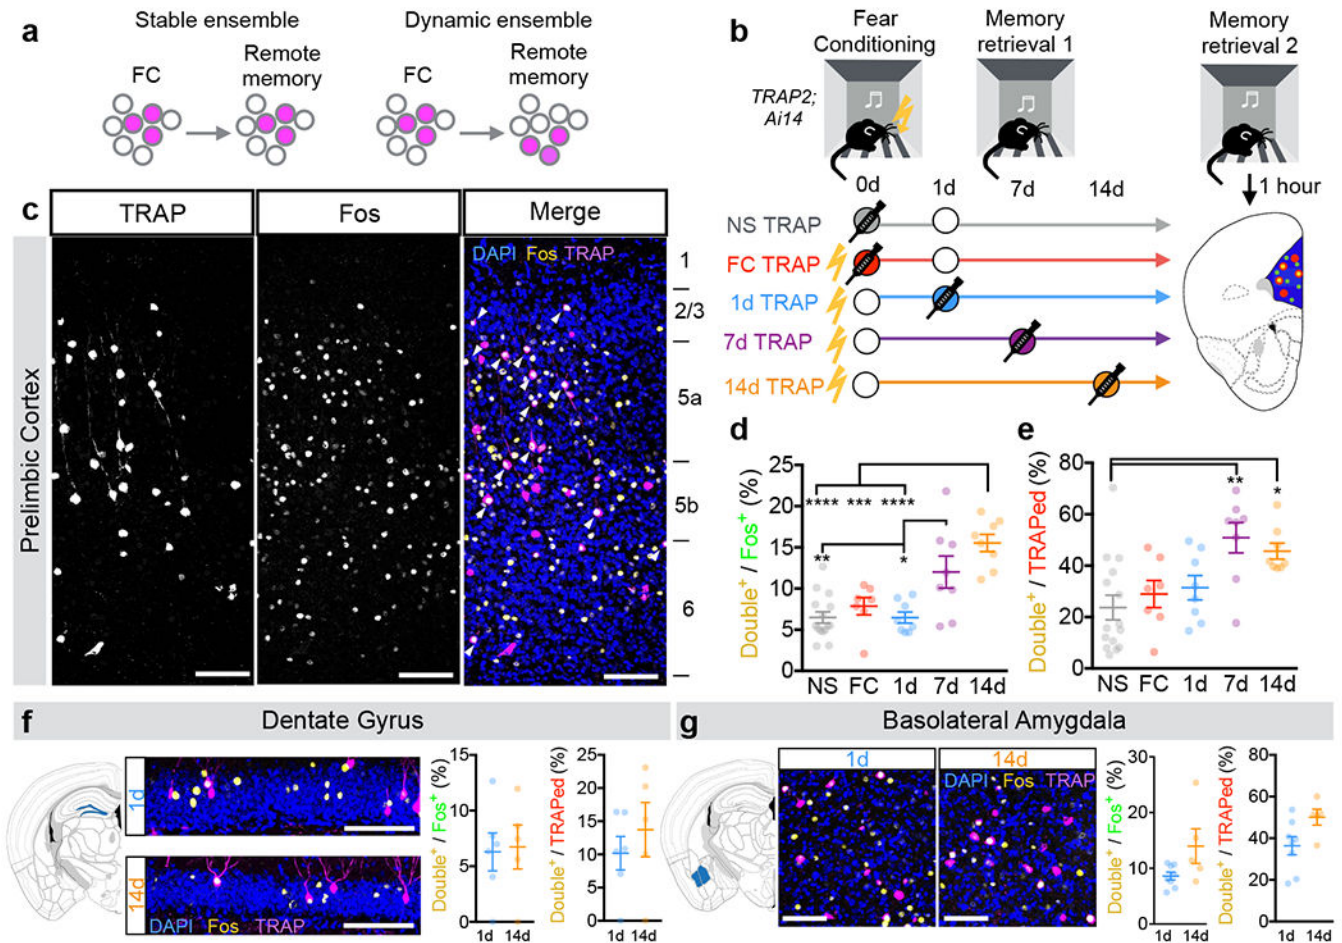 a
Stable ensemble
Dynamic ensemble
FC
Remote
memory
FC
Remote
memory
b
Fear
Conditioning
Memory
retrieval 1
Memory
retrieval 2
TRAP2;
Ai14
0d
1d
7d
14d
1 hour
NS TRAP
FC TRAP
1d TRAP
7d TRAP
14d TRAP
c
TRAP
Fos
Merge
Prelimbic Cortex
DAPI Fos TRAP
1
2/3
5a
5b
6
d
Double⁺ / Fos⁺ (%)
25
20
15
10
5
0
**** *** ****
** *
NS FC 1d 7d 14d
e
Double⁺ / TRAPed (%)
80
60
40
20
0
** *
NS FC 1d 7d 14d
f
Dentate Gyrus
1d
14d
DAPI Fos TRAP
Double⁺ / Fos⁺ (%)
15
10
5
0
1d 14d
Double⁺ / TRAPed (%)
25
20
15
10
5
0
1d 14d
g
Basolateral Amygdala
1d
14d
DAPI Fos TRAP
Double⁺ / Fos⁺ (%)
30
20
10
0
1d 14d
Double⁺ / TRAPed (%)
80
60
40
20
0
1d 14d